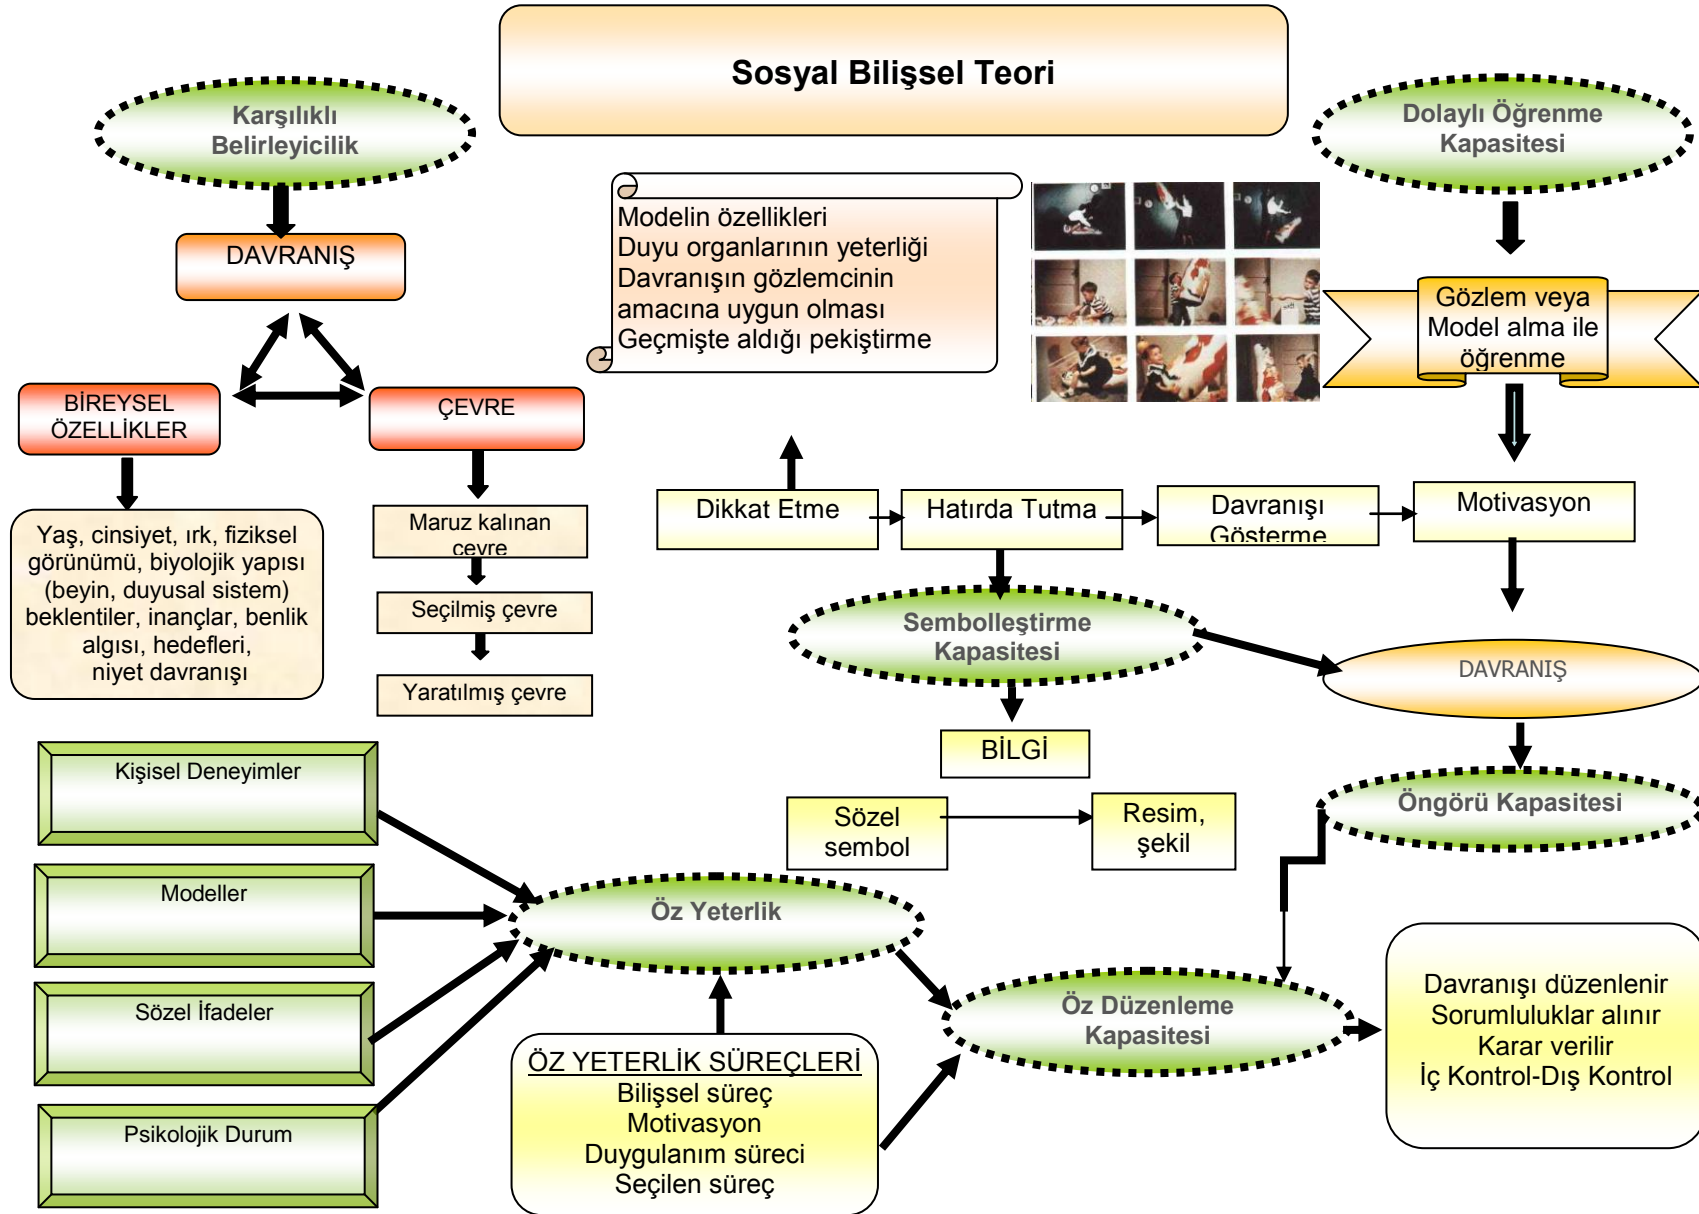 Sosyal Bilişsel Teori
Karşılıklı
Belirleyicilik
DAVRANIŞ
BİREYSEL
ÖZELLİKLER
ÇEVRE
Yaş, cinsiyet, ırk, fiziksel
görünümü, biyolojik yapısı
(beyin, duyusal sistem)
beklentiler, inançlar, benlik
algısı, hedefleri,
niyet davranışı
Maruz kalınan
çevre
Seçilmiş çevre
Yaratılmış çevre
Modelin özellikleri
Duyu organlarının yeterliği
Davranışın gözlemcinin
amacına uygun olması
Geçmişte aldığı pekiştirme
Dolaylı Öğrenme
Kapasitesi
Gözlem veya
Model alma ile
öğrenme
Dikkat Etme
Hatırda Tutma
Davranışı
Gösterme
Motivasyon
Sembolleştirme
Kapasitesi
DAVRANIŞ
BİLGİ
Sözel
sembol
Resim,
şekil
Öngörü Kapasitesi
Kişisel Deneyimler
Modeller
Sözel İfadeler
Psikolojik Durum
Öz Yeterlik
ÖZ YETERLİK SÜREÇLERİ
Bilişsel süreç
Motivasyon
Duygulanım süreci
Seçilen süreç
Öz Düzenleme
Kapasitesi
Davranışı düzenlenir
Sorumluluklar alınır
Karar verilir
İç Kontrol-Dış Kontrol